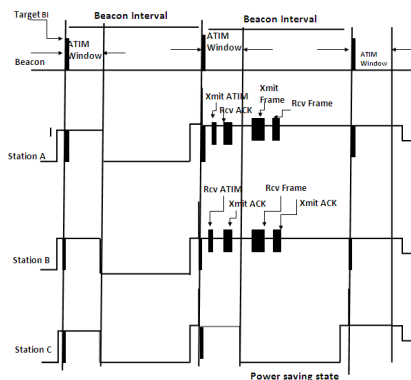 Target BI
Beacon Interval
Beacon Interval
ATIM
Window
ATIM
Window
ATIM
Window
Beacon
Xmit ATIM
Rcv ACK
Xmit
Frame
Rcv Frame
Station A
Rcv ATIM
Xmit ACK
Rcv Frame
Xmit ACK
Station B
Station C
Power saving state